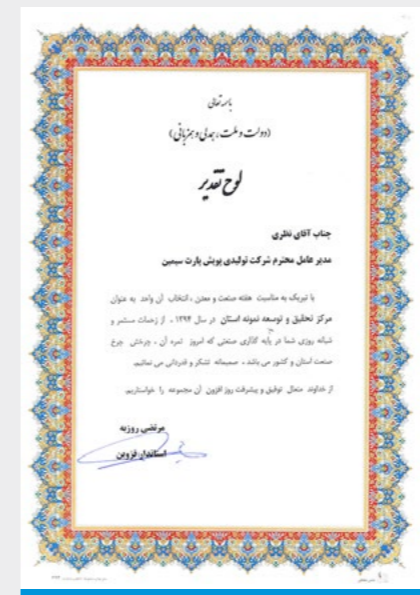 باسمه تعالی
(دولت و ملت، همدلی و همزبانی)
لوح تقدیر
جناب آقای نظری
مدیر عامل محترم شرکت تولیدی پویش پارت سیمین
با تبریک به مناسبت هفته صنعت و معدن ، انتخاب آن واحد به عنوان
مرکز تحقیق و توسعه نمونه استان در سال ۱۳۹۴ ، از زحمات مستمر و
شبانه روزی شما در پایه گذاری صنعتی که امروز ثمره آن ، چرخش چرخ
صنعت استان و کشور می باشد ، صمیمانه تشکر و قدردانی می نمائیم.
از خداوند متعال توفیق و پیشرفت روز افزون آن مجموعه را خواستاریم.
مرتضی روزبه
استاندار قزوین